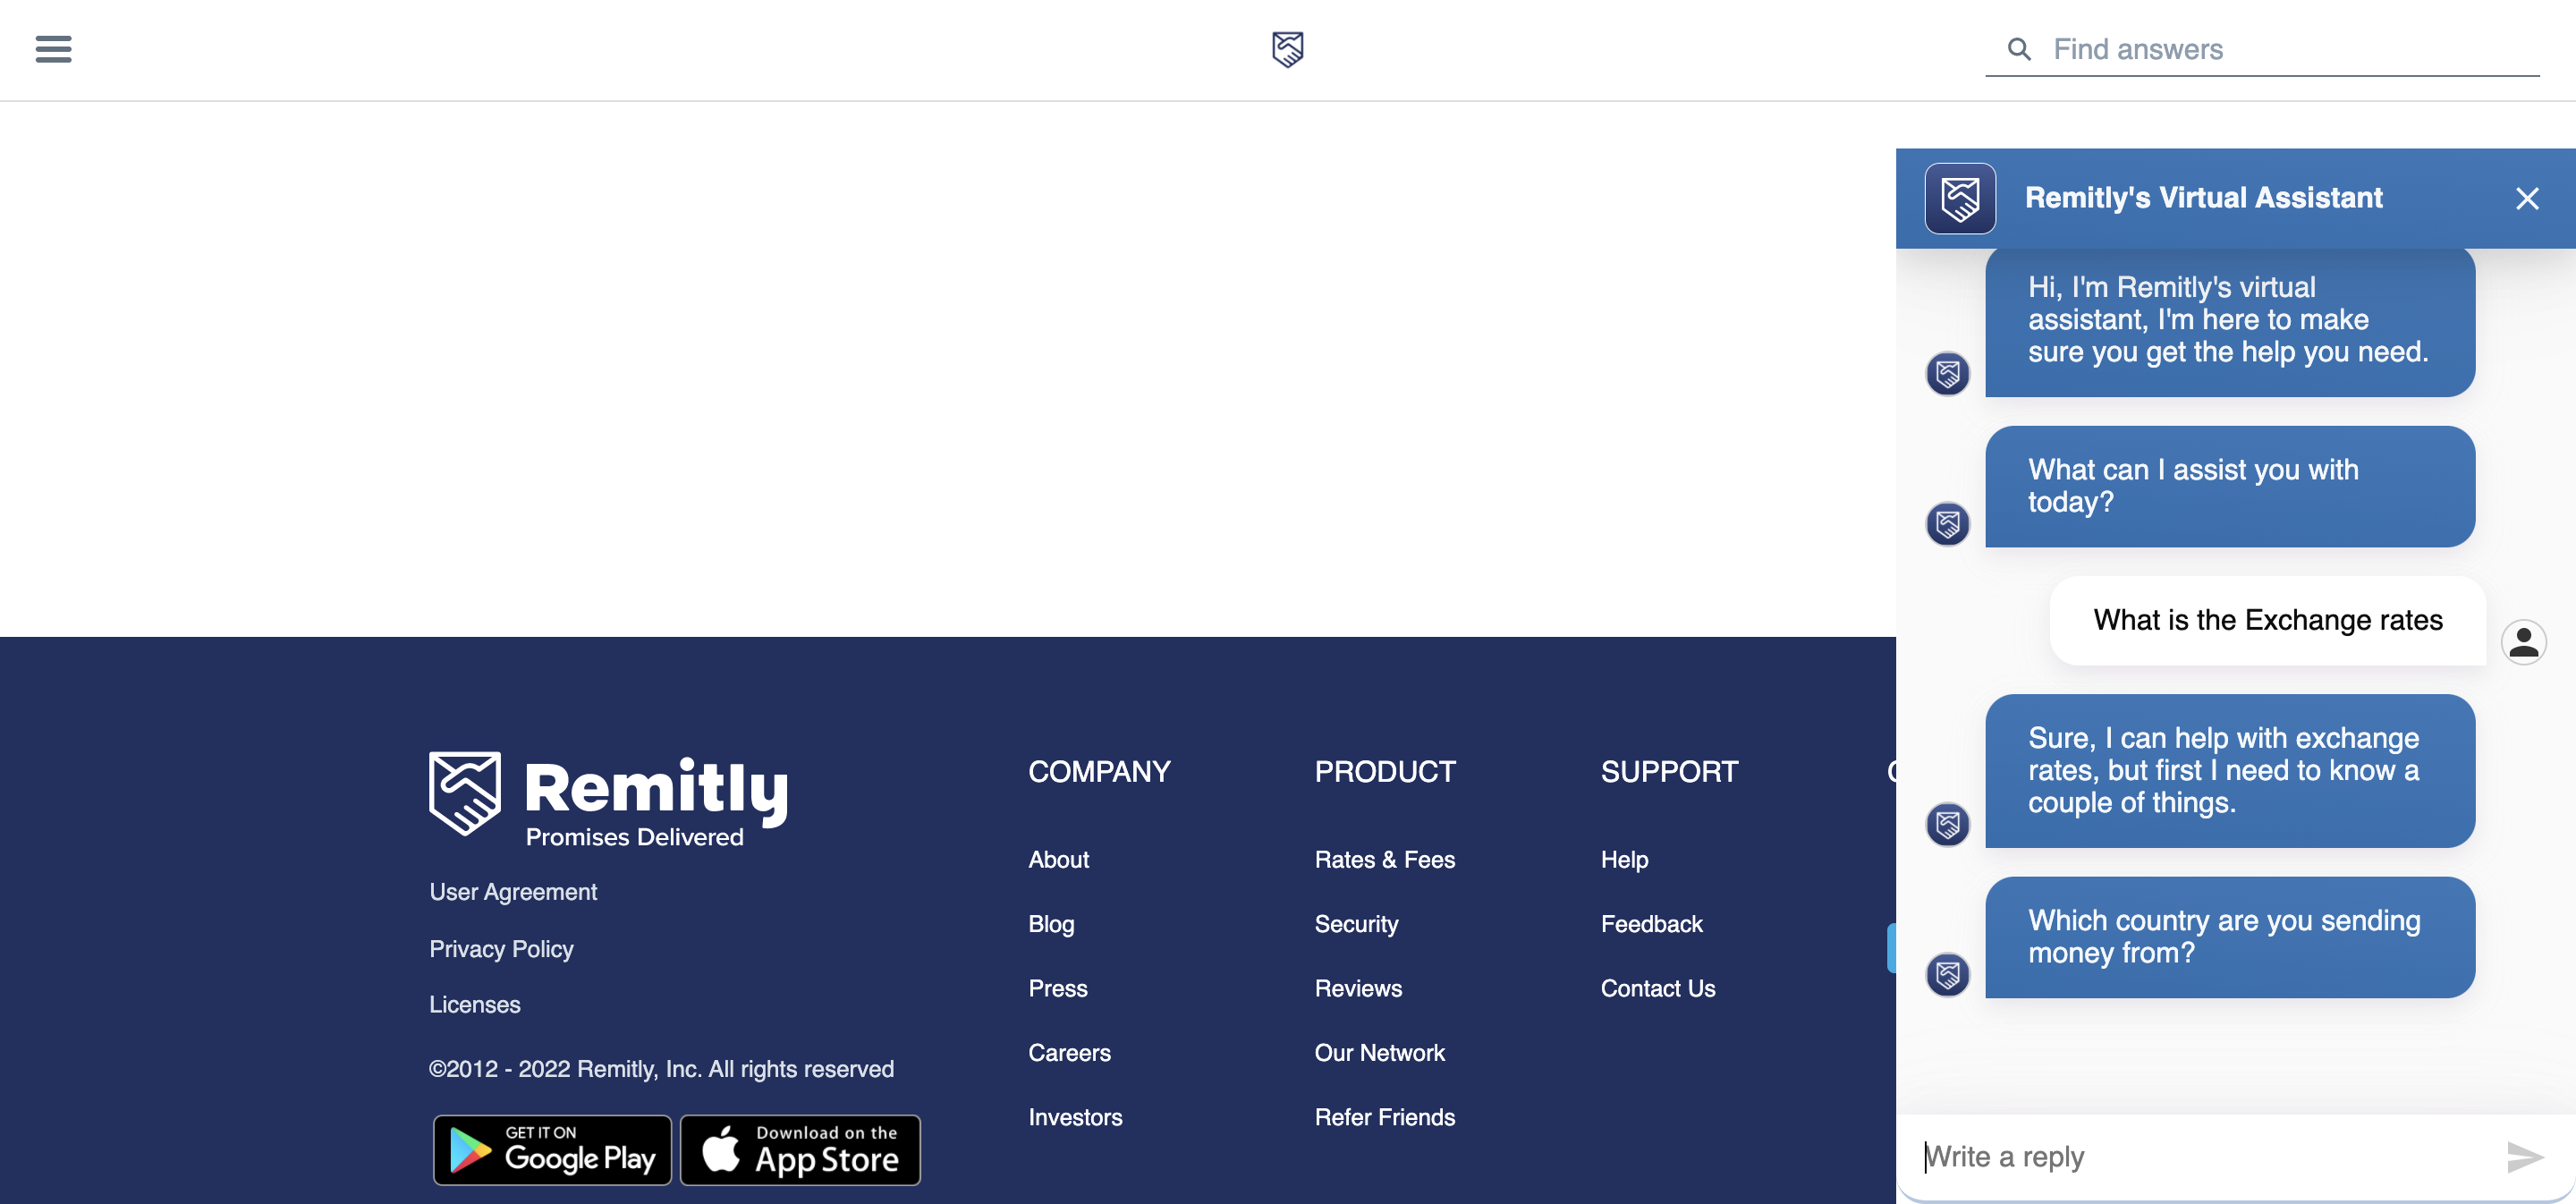 Find answers
Remitly's Virtual Assistant
Hi, I'm Remitly's virtual
assistant, I'm here to make
sure you get the help you need.
What can I assist you with
today?
What is the Exchange rates
Sure, I can help with exchange
rates, but first I need to know a
couple of things.
Which country are you sending
money from?
Write a reply
Remitly
Promises Delivered
User Agreement
Privacy Policy
Licenses
©2012 - 2022 Remitly, Inc. All rights reserved
GET IT ON
Google Play
Download on the
App Store
COMPANY
About
Blog
Press
Careers
Investors
PRODUCT
Rates & Fees
Security
Reviews
Our Network
Refer Friends
SUPPORT
Help
Feedback
Contact Us